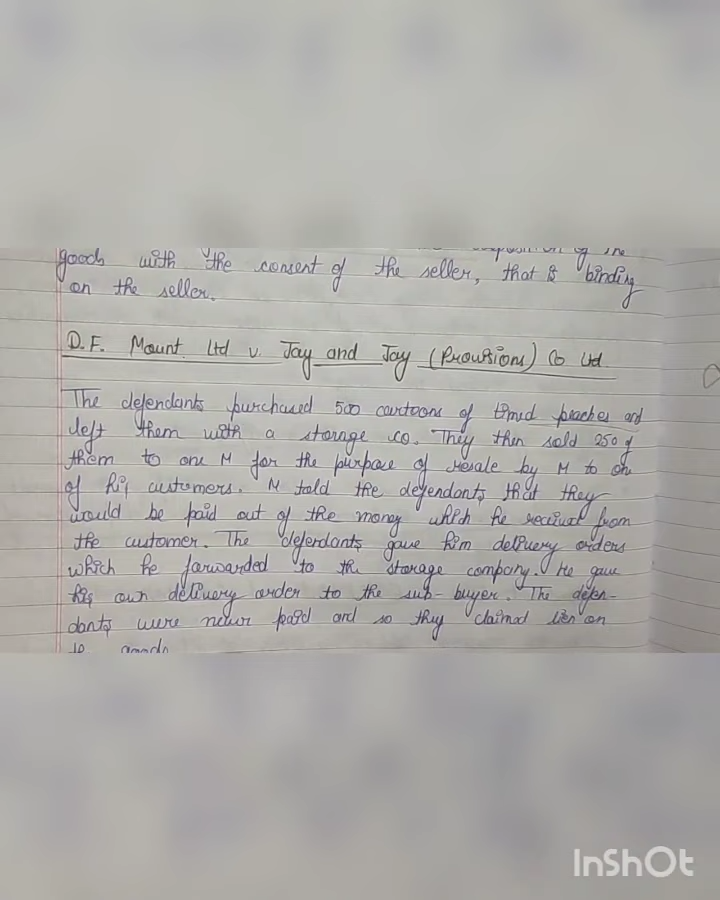 goods with the consent of the seller, that is binding
on the seller.
D.F. Mount Ltd v. Jay and Jay (Provisions) Co Ltd
The defendants purchased 500 cartoons of tined peaches and
left them with a storage co. They then sold 250 of
them to one M for the purpose of resale by M to one
of his customers. M told the defendants that they
would be paid out of the money which he received from
the customer. The defendants gave him delivery orders
which he forwarded to the storage company. He gave
his own delivery order to the sub-buyer. The defen-
dants were never paid and so they claimed lien on
InShOt